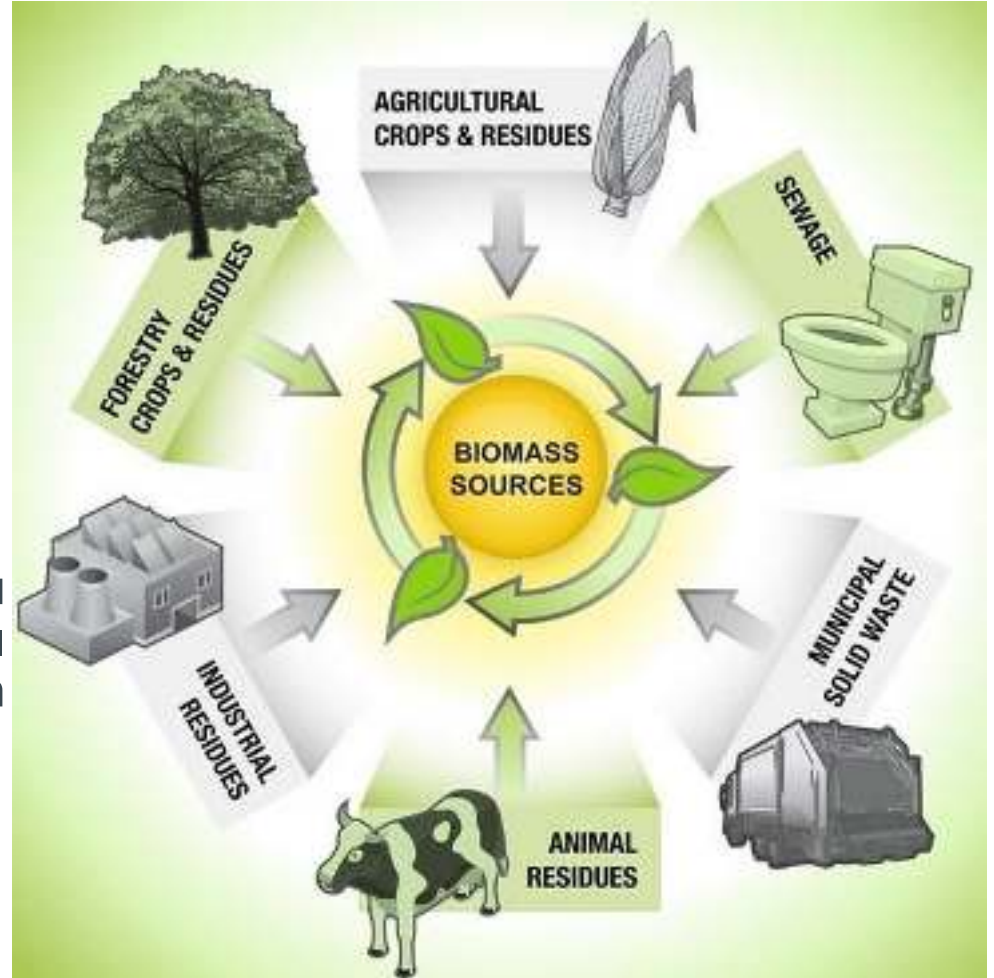 AGRICULTURAL
CROPS & RESIDUES
SEWAGE
FORESTRY
CROPS & RESIDUES
BIOMASS
SOURCES
MUNICIPAL
SOLID WASTE
INDUSTRIAL
RESIDUES
ANIMAL
RESIDUES